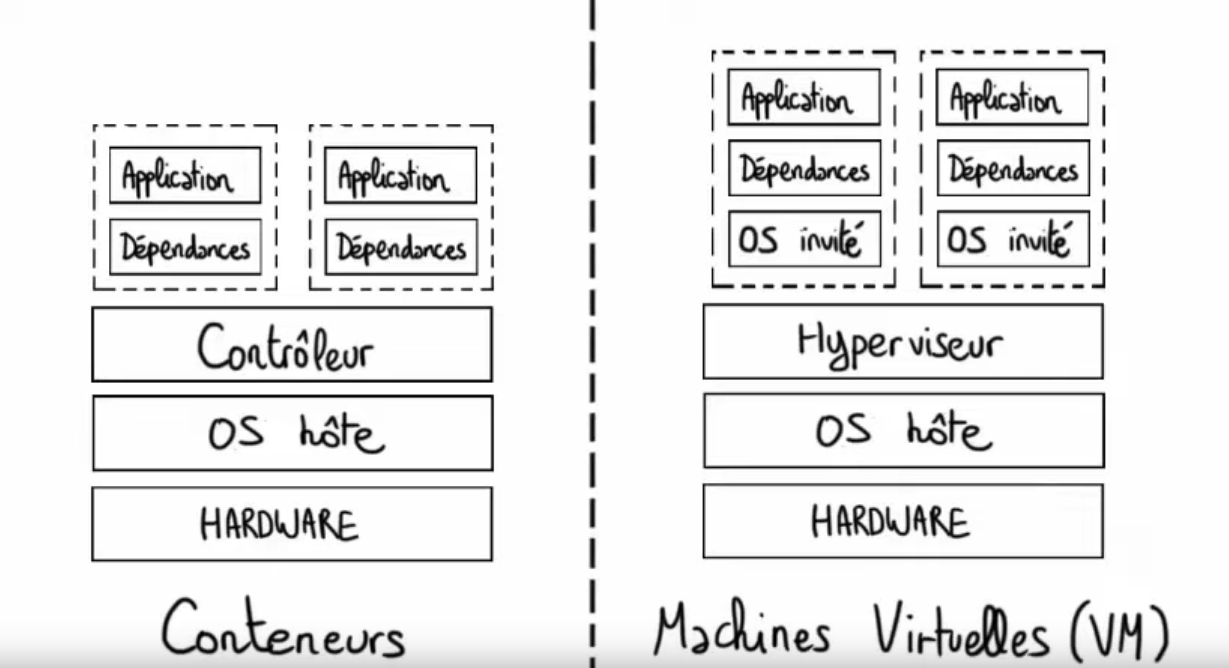 Application
Application
Dépendances
Dépendances
Contrôleur
OS hôte
HARDWARE
Conteneurs
Application
Application
Dépendances
Dépendances
OS invité
OS invité
Hyperviseur
OS hôte
HARDWARE
Machines Virtuelles (VM)